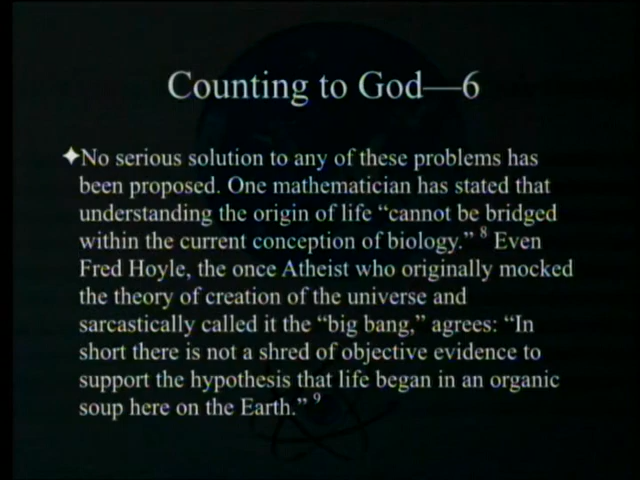 Counting to God—6
✦No serious solution to any of these problems has
been proposed. One mathematician has stated that
understanding the origin of life “cannot be bridged
within the current conception of biology.” 8 Even
Fred Hoyle, the once Atheist who originally mocked
the theory of creation of the universe and
sarcastically called it the “big bang,” agrees: “In
short there is not a shred of objective evidence to
support the hypothesis that life began in an organic
soup here on the Earth.” 9